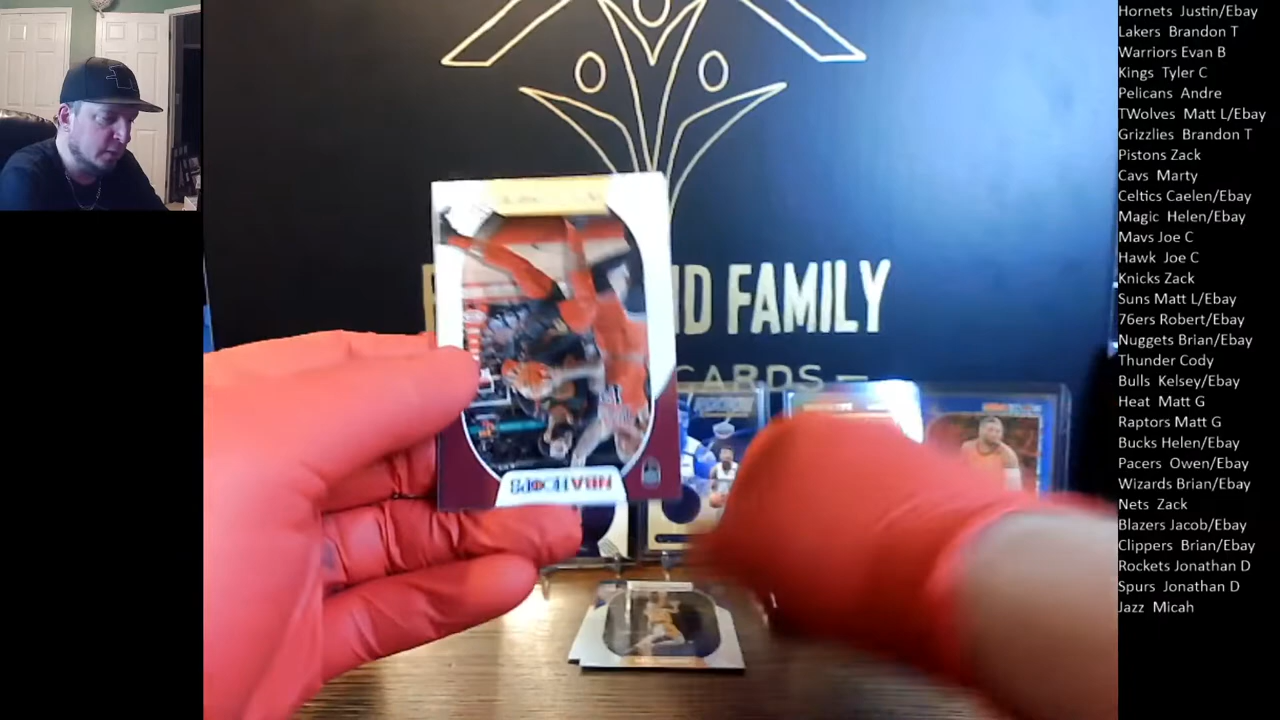 Hornets Justin/Ebay
Lakers Brandon T
Warriors Evan B
Kings Tyler C
Pelicans Andre
TWolves Matt L/Ebay
Grizzlies Brandon T
Pistons Zack
Cavs Marty
Celtics Caelen/Ebay
Magic Helen/Ebay
Mavs Joe C
Hawk Joe C
Knicks Zack
Suns Matt L/Ebay
76ers Robert/Ebay
Nuggets Brian/Ebay
Thunder Cody
Bulls Kelsey/Ebay
Heat Matt G
Raptors Matt G
Bucks Helen/Ebay
Pacers Owen/Ebay
Wizards Brian/Ebay
Nets Zack
Blazers Jacob/Ebay
Clippers Brian/Ebay
Rockets Jonathan D
Spurs Jonathan D
Jazz Micah
FAMILY
CARDS —
NBA HOOPS